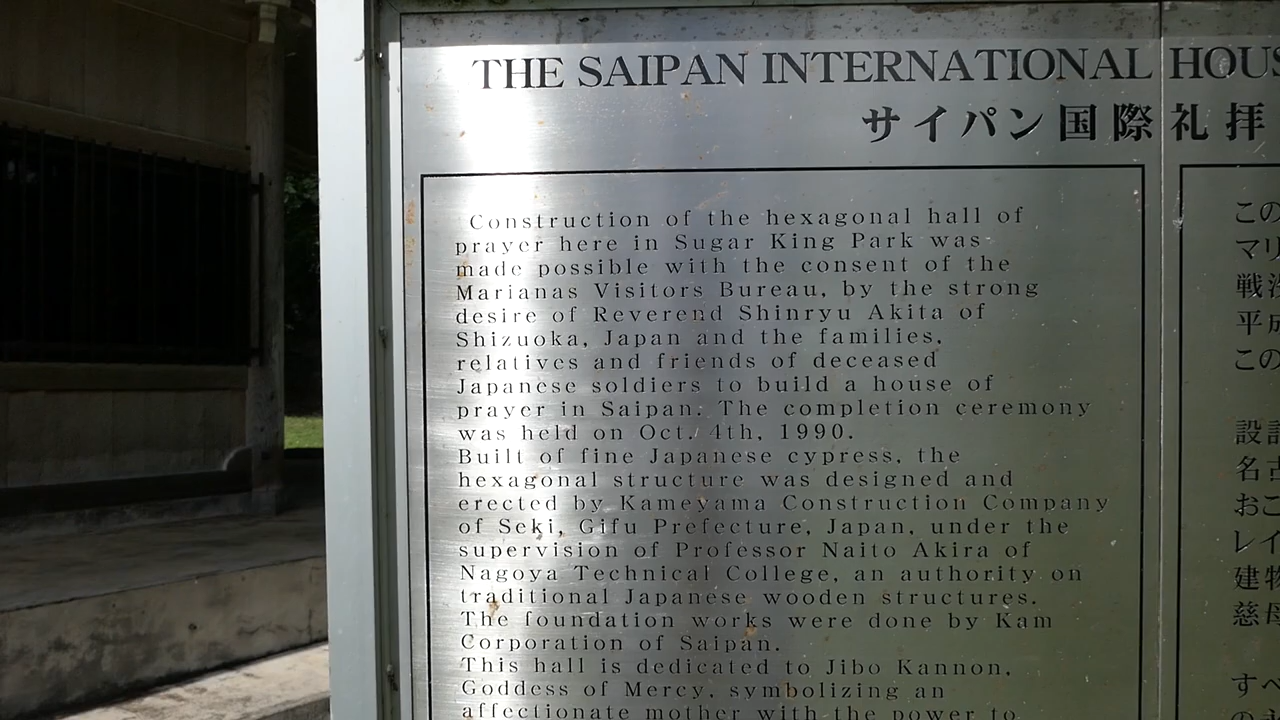 THE SAIPAN INTERNATIONAL
サイパン国際礼拝
Construction of the hexagonal hall of
prayer here in Sugar King Park was
made possible with the consent of the
Marianas Visitors Bureau, by the strong
desire of Reverend Shinryu Akita of
Shizuoka, Japan and the families,
relatives and friends of deceased
Japanese soldiers to build a house of
prayer in Saipan. The completion ceremony
was held on Oct. 4th, 1990.
Built of fine Japanese cypress, the
hexagonal structure was designed and
erected by Kameyama Construction Company
of Seki, Gifu Prefecture, Japan, under the
supervision of Professor Naito Akira of
Nagoya Technical College, an authority on
traditional Japanese wooden structures.
The foundation works were done by Kam
Corporation of Saipan.
This hall is dedicated to Jibo Kannon,
Goddess of Mercy, symbolizing an
affectionate mother with the power to
この
マリ
戦
平成
この
設計
名古
おこ
レイ
建物
慈母
すべ